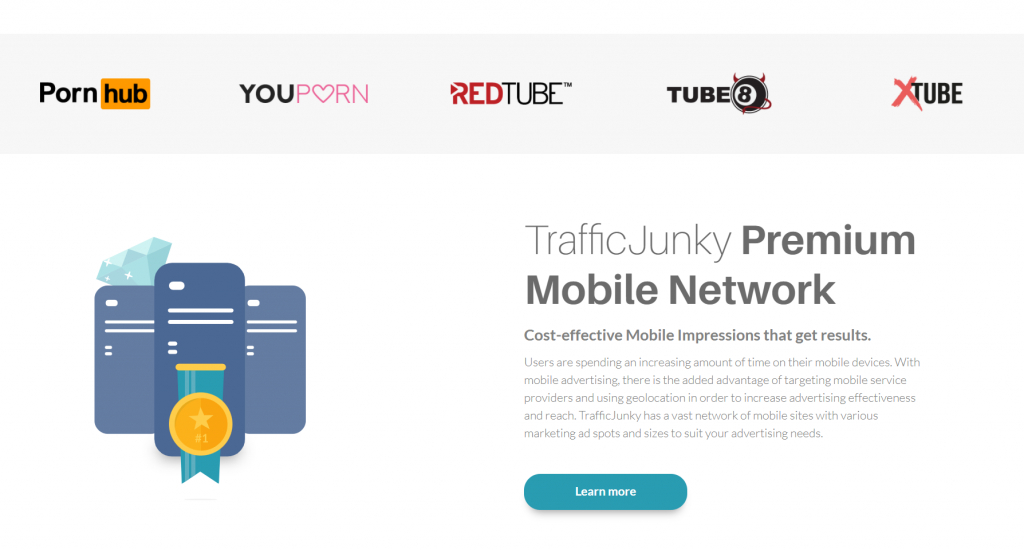 Pornhub
YOUPORN
REDTUBE™
TUBE8
XTUBE
TrafficJunky Premium
Mobile Network
Cost-effective Mobile Impressions that get results.
Users are spending an increasing amount of time on their mobile devices. With
mobile advertising, there is the added advantage of targeting mobile service
providers and using geolocation in order to increase advertising effectiveness
and reach. TrafficJunky has a vast network of mobile sites with various
marketing ad spots and sizes to suit your advertising needs.
#1
Learn more